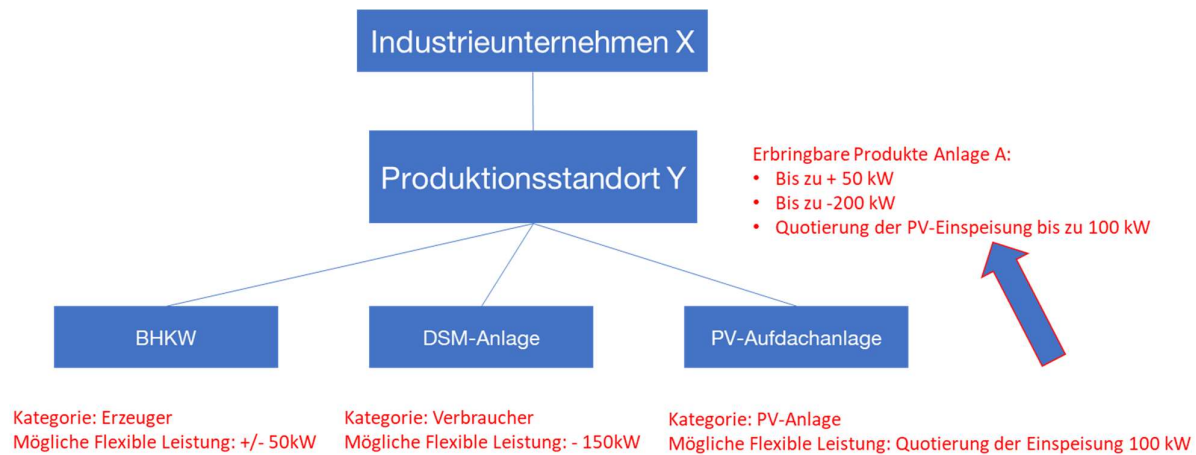 Industrieunternehmen X
Produktionsstandort Y
Erbringbare Produkte Anlage A:
• Bis zu + 50 kW
• Bis zu -200 kW
• Quotierung der PV-Einspeisung bis zu 100 kW
BHKW
DSM-Anlage
PV-Aufdachanlage
Kategorie: Erzeuger
Mögliche Flexible Leistung: +/- 50kW
Kategorie: Verbraucher
Mögliche Flexible Leistung: - 150kW
Kategorie: PV-Anlage
Mögliche Flexible Leistung: Quotierung der Einspeisung 100 kW